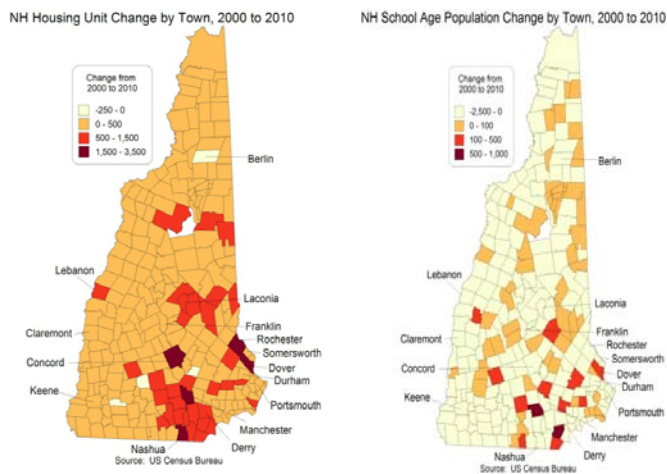 NH Housing Unit Change by Town, 2000 to 2010
Change from
2000 to 2010
-250 - 0
0 - 500
500 - 1,500
1,500 - 3,500
Berlin
Lebanon
Laconia
Claremont
Franklin
Rochester
Concord
Somersworth
Dover
Keene
Durham
Portsmouth
Manchester
Nashua
Derry
Source: US Census Bureau
NH School Age Population Change by Town, 2000 to 2010
Change from
2000 to 2010
-2,500 - 0
0 - 100
100 - 500
500 - 1,000
Berlin
Lebanon
Laconia
Claremont
Franklin
Rochester
Somersworth
Concord
Dover
Durham
Keene
Portsmouth
Manchester
Nashua
Derry
Source: US Census Bureau